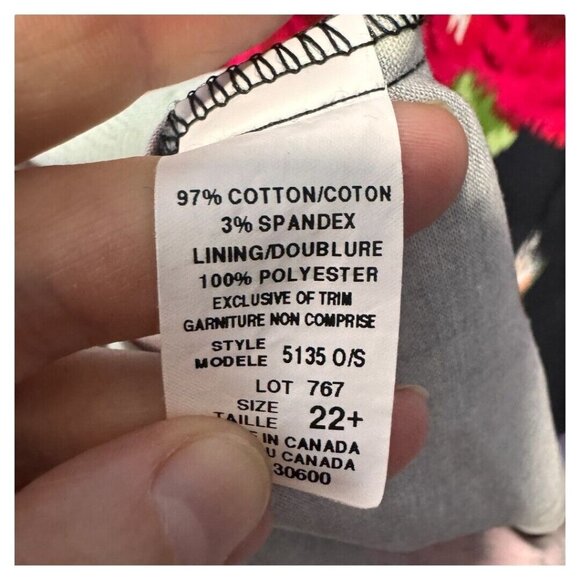 97% COTTON/COTON
3% SPANDEX
LINING/DOUBLURE
100% POLYESTER
EXCLUSIVE OF TRIM
GARNITURE NON COMPRISE
STYLE
MODELE 5135 O/S
LOT 767
SIZE
TAILLE 22+
IN CANADA
CANADA
30600